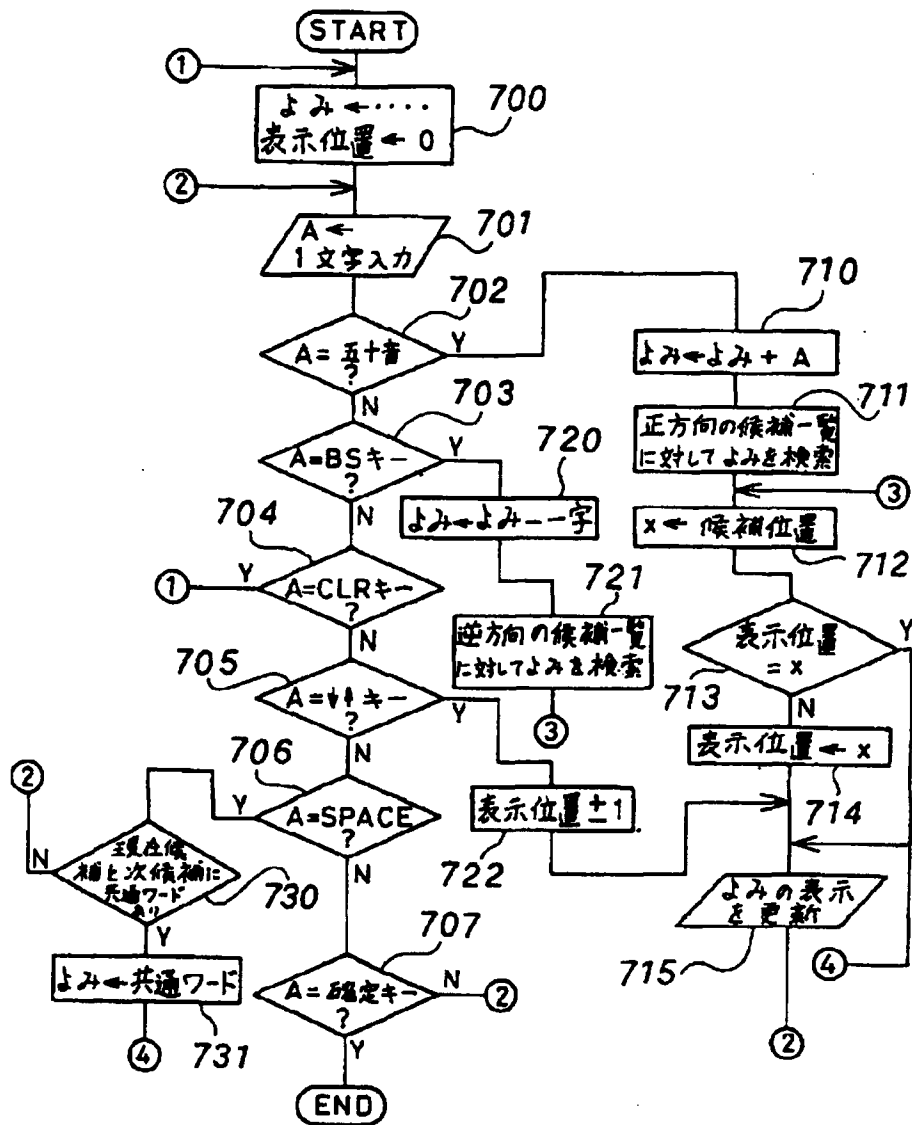 START
①
よみ←‥‥
表示位置←0
700
②
A←
1文字入力
701
702
A=五十音
?
Y
N
710
よみ←よみ+A
711
正方向の候補一覧
に対してよみを検索
③
x←候補位置
712
表示位置
=x
713
Y
N
表示位置←x
714
よみの表示
を更新
715
④
②
703
A=BSキー
?
Y
N
720
よみ←よみー一字
721
逆方向の候補一覧
に対してよみを検索
③
704
A=CLRキー
?
Y
①
N
705
A=↓↑キー
?
Y
N
表示位置±1
722
706
A=SPACE
?
Y
N
②
現在候
補と次候補に
共通ワード
あり
730
N
Y
よみ←共通ワード
731
④
707
A=確定キー
?
N
②
Y
END